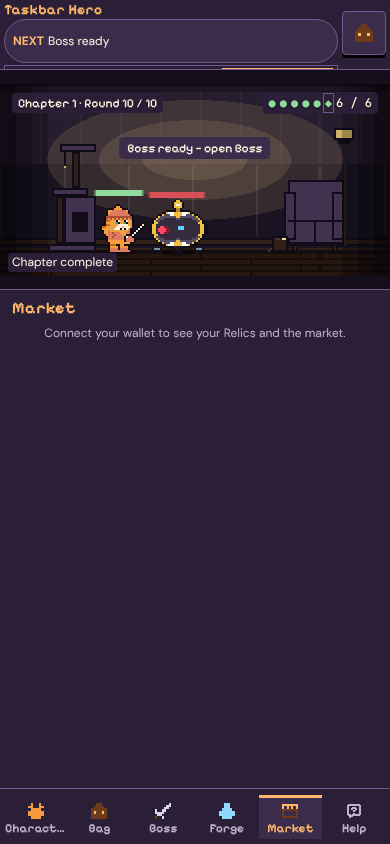 Taskbar Hero
NEXT Boss ready
Chapter 1 · Round 10 / 10
6 / 6
Boss ready - open Boss
Chapter complete
Market
Connect your wallet to see your Relics and the market.
Charact...
Bag
Boss
Forge
Market
Help